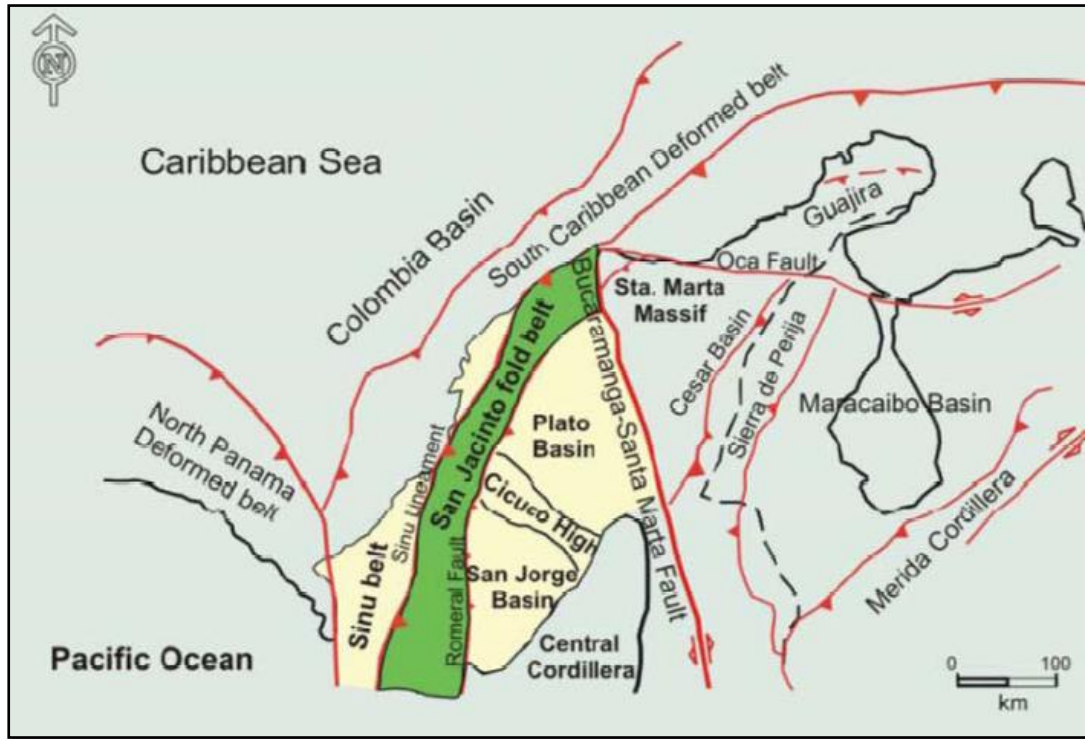 N
Caribbean Sea
Colombia Basin
South Caribbean Deformed belt
Guajira
Oca Fault
Bucaramanga-Santa Narta Fault
Sta. Marta
Massif
Cesar Basin
Sierra de Perija
Maracaibo Basin
North Panama
Deformed belt
San Jacinto fold belt
Plato
Basin
Sinu Lineament
Cicuco High
Sinu belt
Romeral Fault
San Jorge
Basin
Merida Cordillera
Central
Cordillera
Pacific Ocean
0 100
km